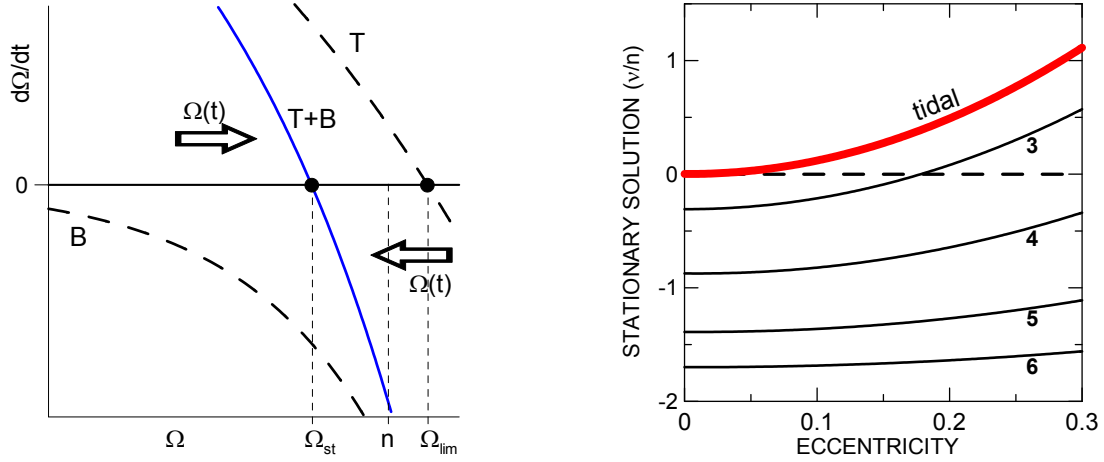 dΩ/dt
T
Ω(t)
T+B
0
B
Ω(t)
Ω
Ωst
n
Ωlim
STATIONARY SOLUTION (ν/n)
1
0
-1
-2
tidal
3
4
5
6
0
0.1
0.2
0.3
ECCENTRICITY